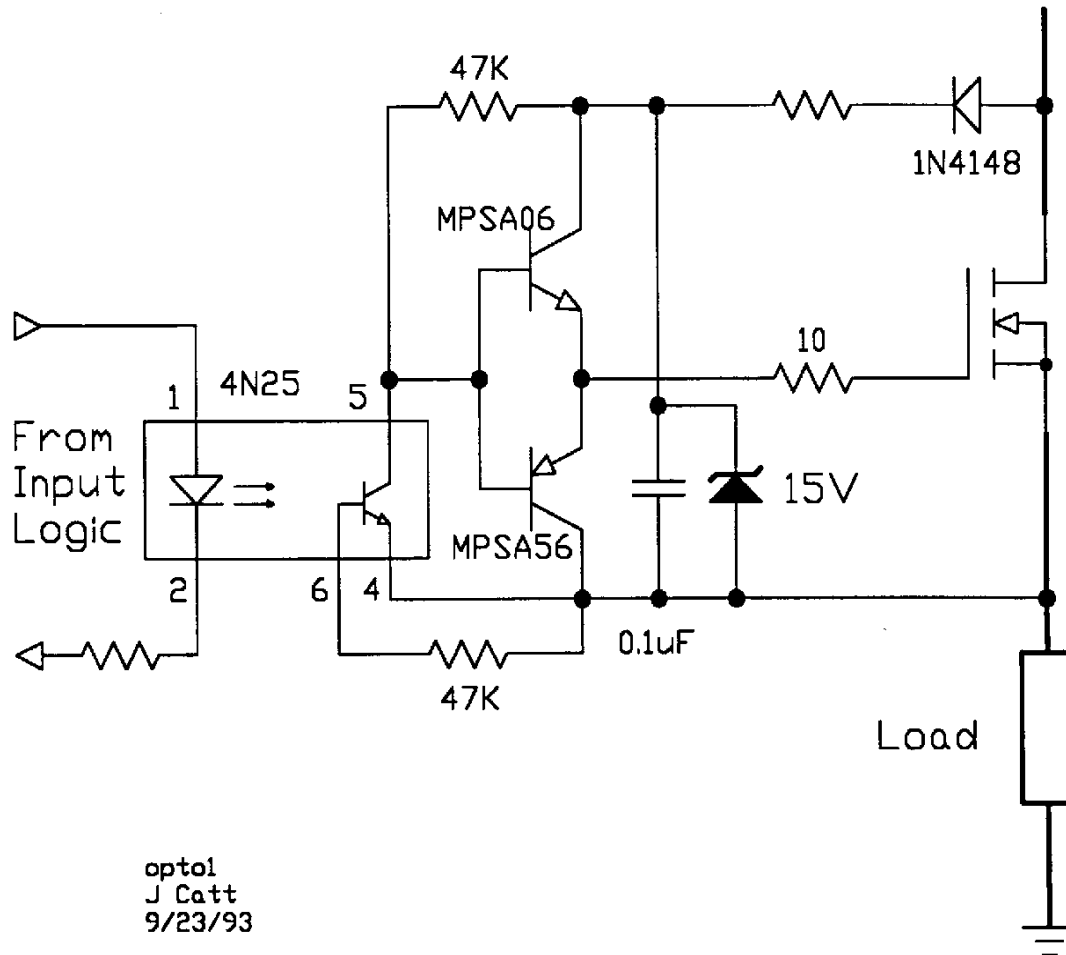 47K
1N4148
MPSA06
10
1
4N25
5
From
Input
Logic
15V
MPSA56
2
6
4
0.1uF
47K
Load
opto1
J Catt
9/23/93